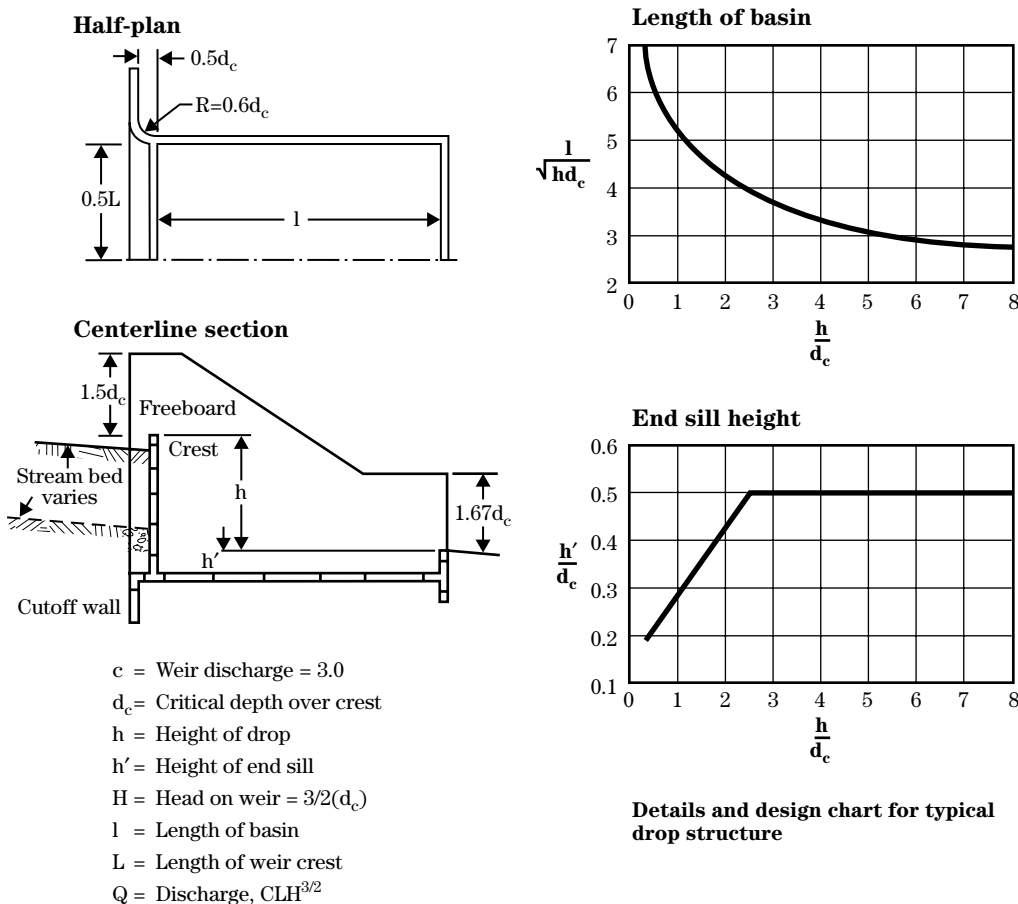 Half-plan
0.5d_c
R=0.6d_c
0.5L
l
Centerline section
1.5d_c
Freeboard
Crest
Stream bed
varies
h
1.67d_c
h′
Cutoff wall
c = Weir discharge = 3.0
d_c= Critical depth over crest
h = Height of drop
h′ = Height of end sill
H = Head on weir = 3/2(d_c)
l = Length of basin
L = Length of weir crest
Q = Discharge, CLH^3/2
Length of basin
7
6
5
4
3
2
l
√hd_c
0 1 2 3 4 5 6 7 8
h
d_c
End sill height
0.6
0.5
0.4
0.3
0.2
0.1
h′
d_c
0 1 2 3 4 5 6 7 8
h
d_c
Details and design chart for typical
drop structure